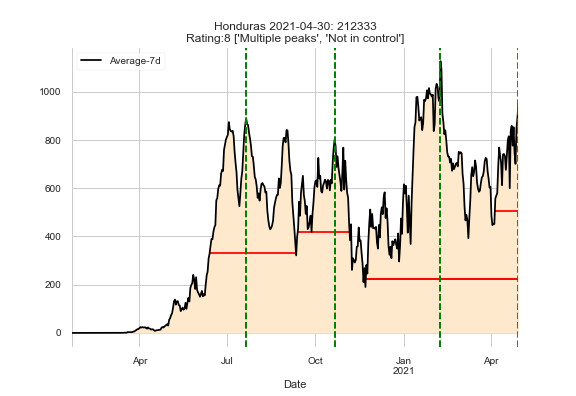 Honduras 2021-04-30: 212333
Rating:8 ['Multiple peaks', 'Not in control']
Average-7d
1000
800
600
400
200
0
Apr
Jul
Oct
Jan
2021
Apr
Date